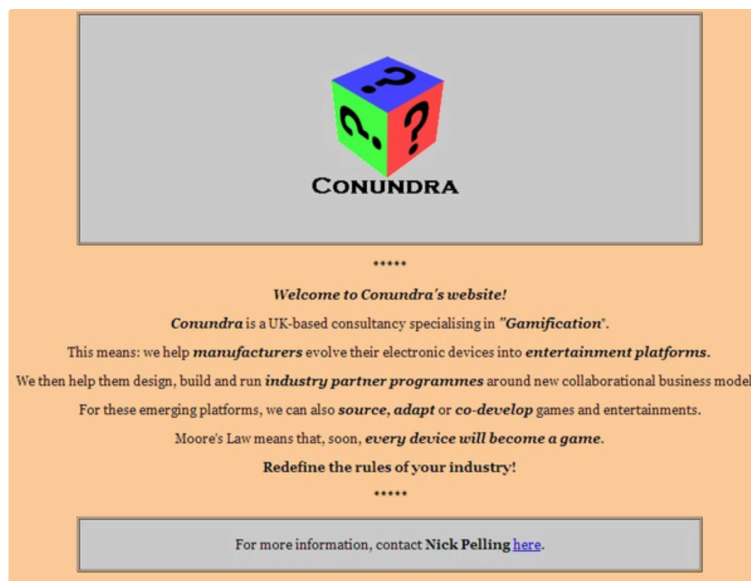 ? ? ?
CONUNDRA
*****
Welcome to Conundra's website!
Conundra is a UK-based consultancy specialising in "Gamification".
This means: we help manufacturers evolve their electronic devices into entertainment platforms.
We then help them design, build and run industry partner programmes around new collaborational business model
For these emerging platforms, we can also source, adapt or co-develop games and entertainments.
Moore's Law means that, soon, every device will become a game.
Redefine the rules of your industry!
*****
For more information, contact Nick Pelling here.